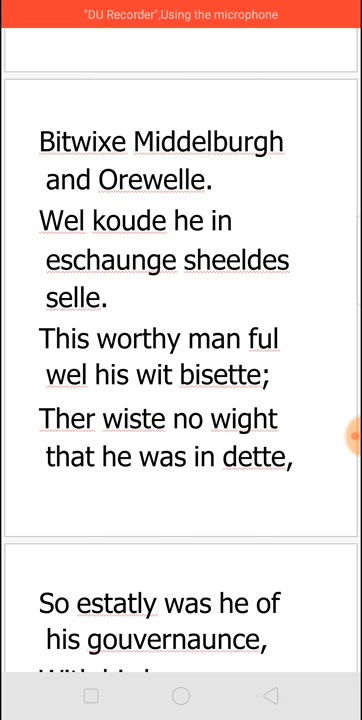 "DU Recorder",Using the microphone
Bitwixe Middelburgh
and Orewelle.
Wel koude he in
eschaunge sheeldes
selle.
This worthy man ful
wel his wit bisette;
Ther wiste no wight
that he was in dette,
So estatly was he of
his gouvernaunce,